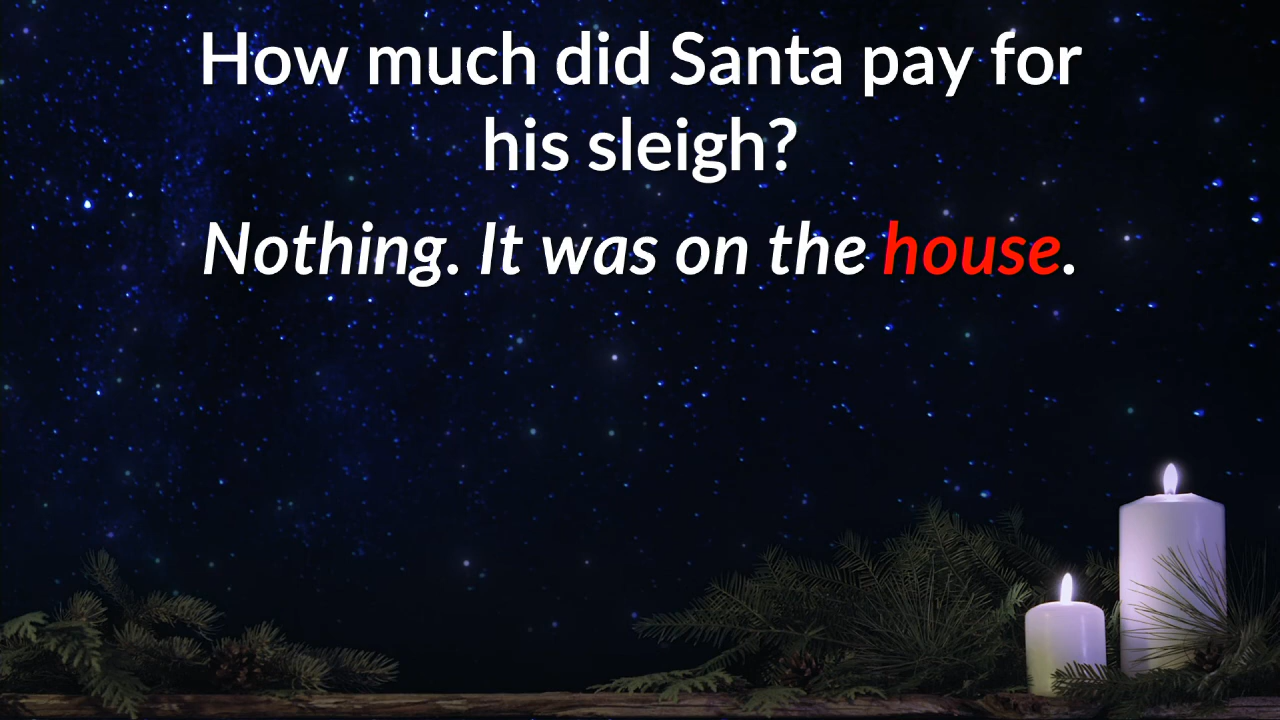 How much did Santa pay for
his sleigh?
Nothing. It was on the house.